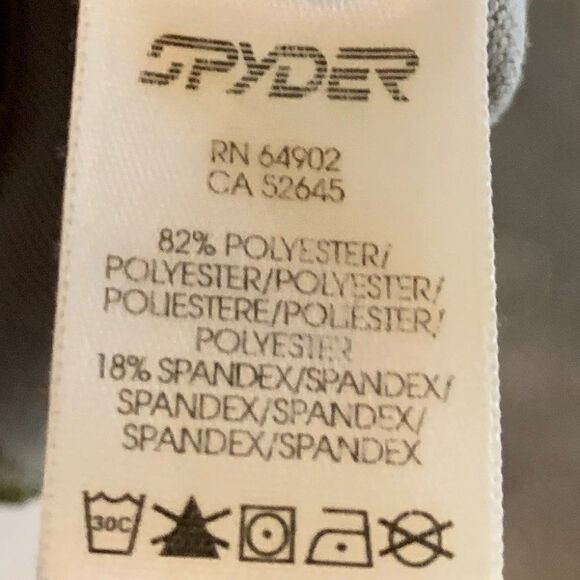 SPYDER
RN 64902
CA 52645
82% POLYESTER/
POLYESTER/POLYESTER/
POLIESTERE/POLIESTER/
POLYESTER
18% SPANDEX/SPANDEX/
SPANDEX/SPANDEX/
SPANDEX/SPANDEX
30C